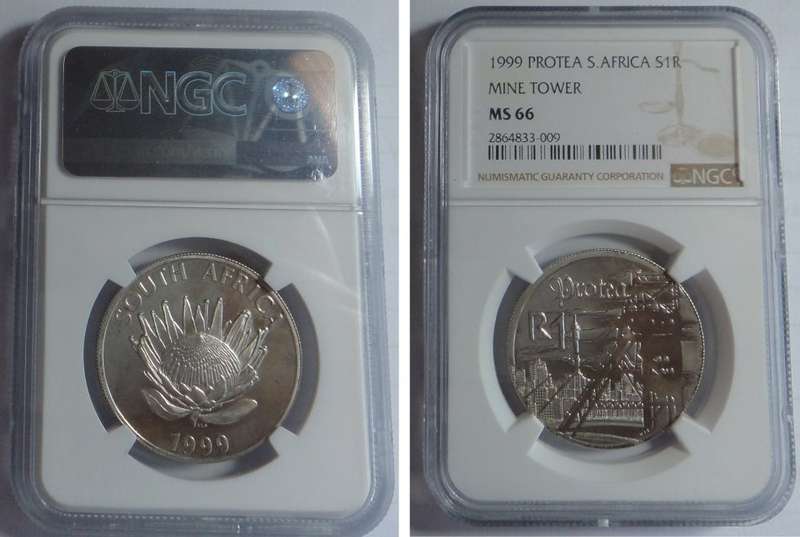 NGC
SOUTH AFRICA
1999
1999 PROTEA S.AFRICA S1R
MINE TOWER
MS 66
2864833-009
NUMISMATIC GUARANTY CORPORATION
NGC
Protea
R1